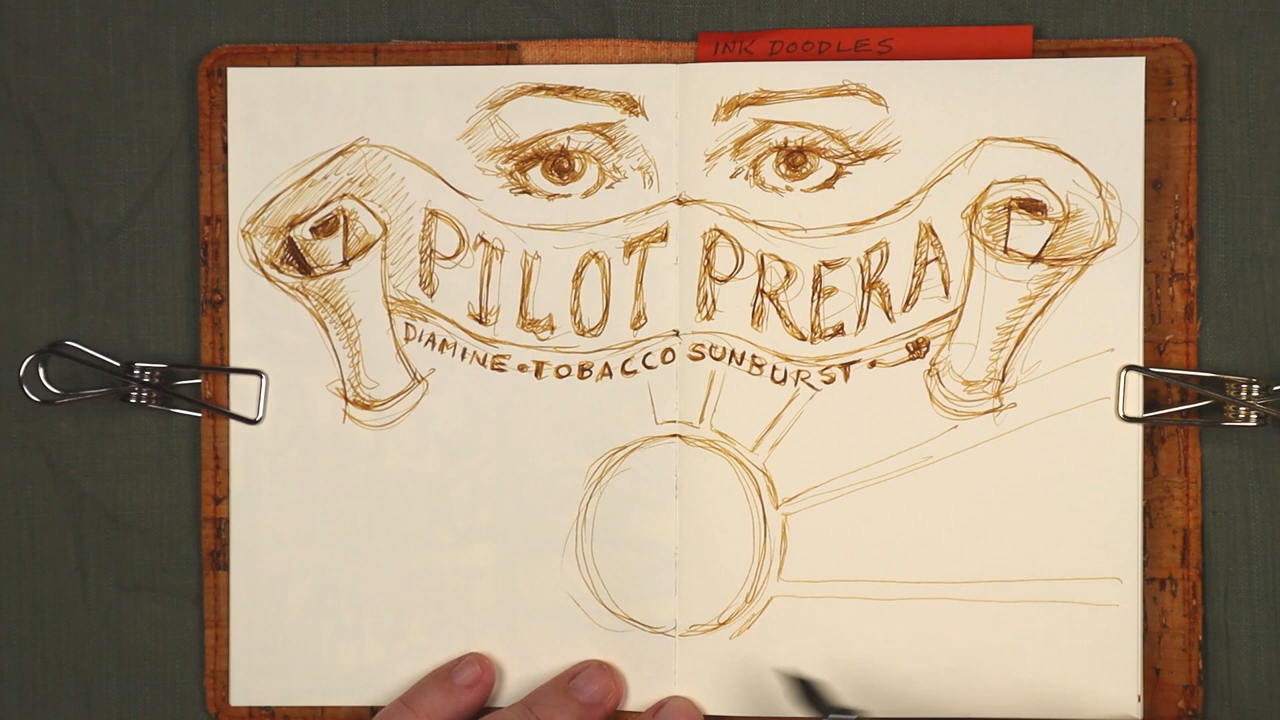 INK DOODLES
PILOT PRERA
DIAMINE • TOBACCO SUNBURST •